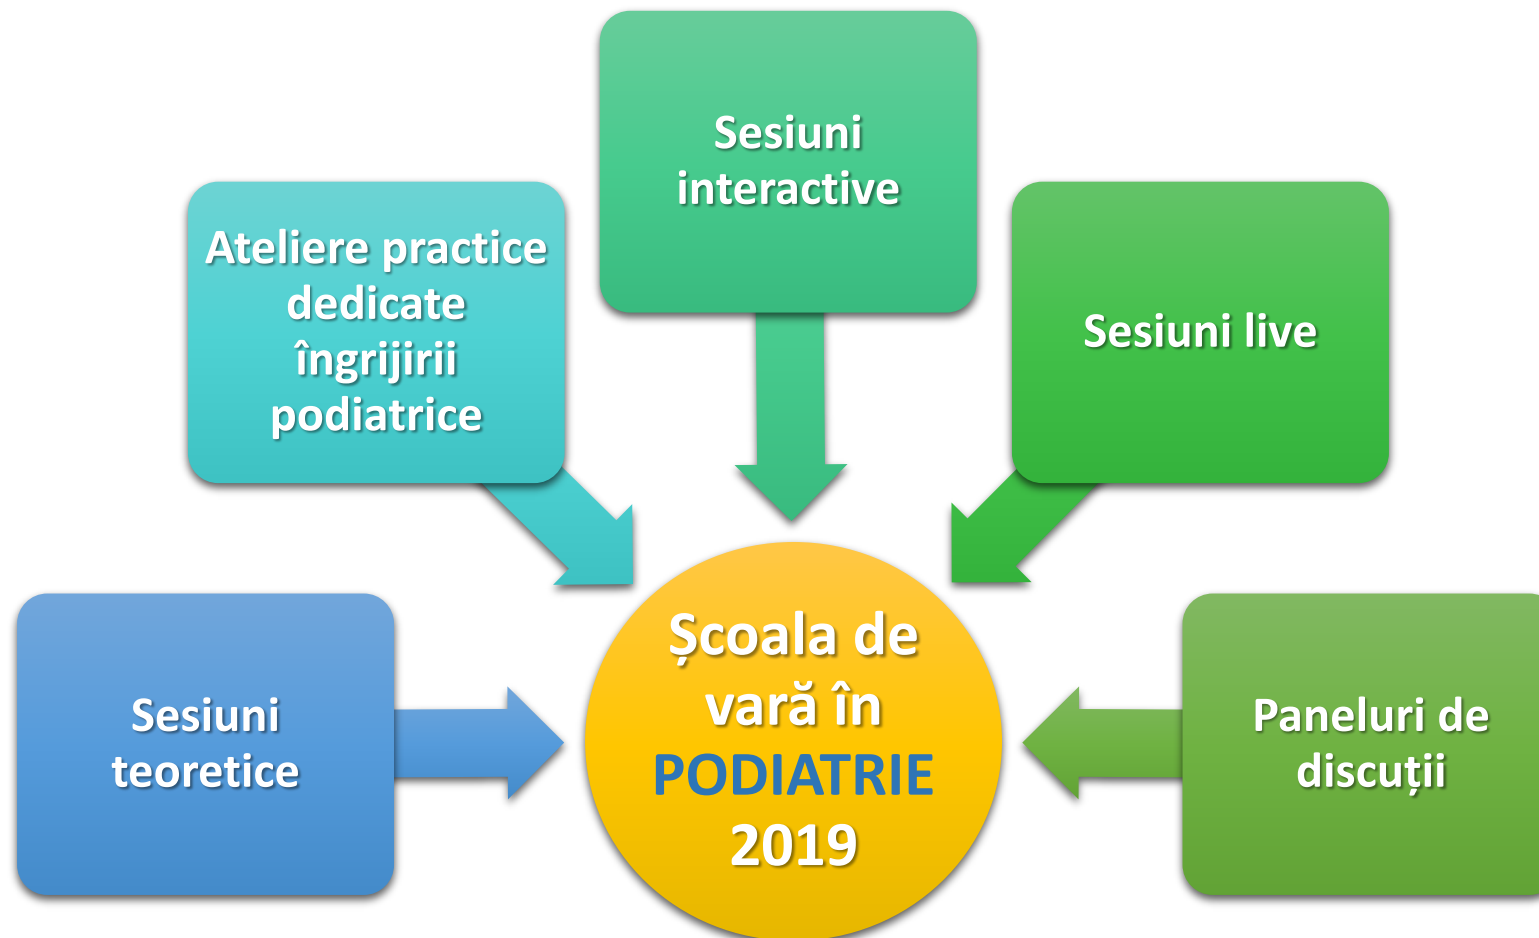 Sesiuni
interactive
Ateliere practice
dedicate
îngrijirii
podiatrice
Sesiuni live
Sesiuni
teoretice
Școala de
vară în
PODIATRIE
2019
Paneluri de
discuții